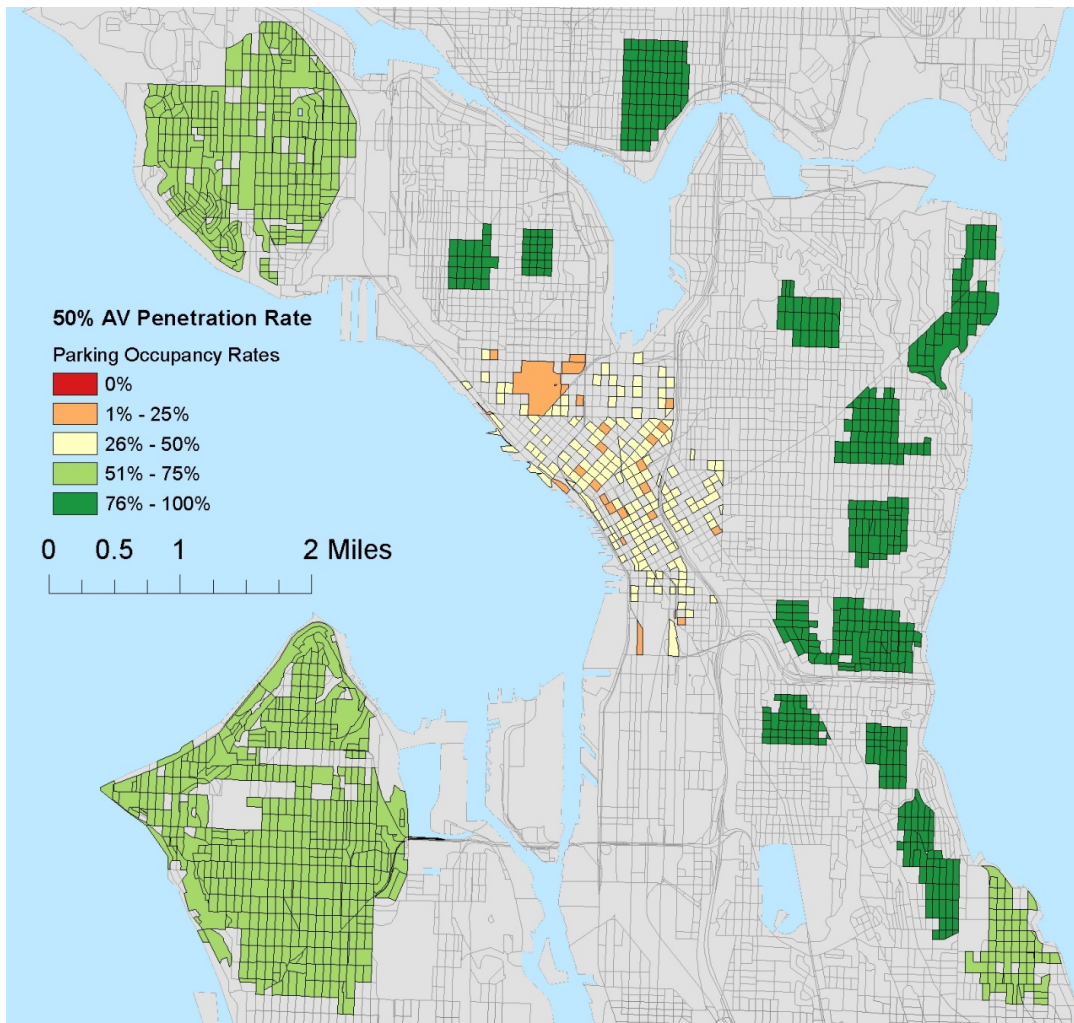 50% AV Penetration Rate
Parking Occupancy Rates
0%
1% - 25%
26% - 50%
51% - 75%
76% - 100%
0 0.5 1 2 Miles